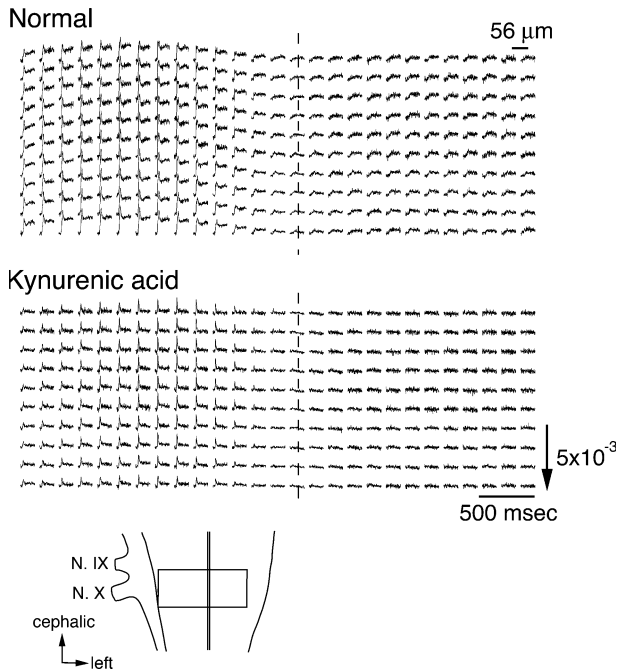 Normal
56 μm
Kynurenic acid
5x10-3
500 msec
N. IX
N. X
cephalic
left